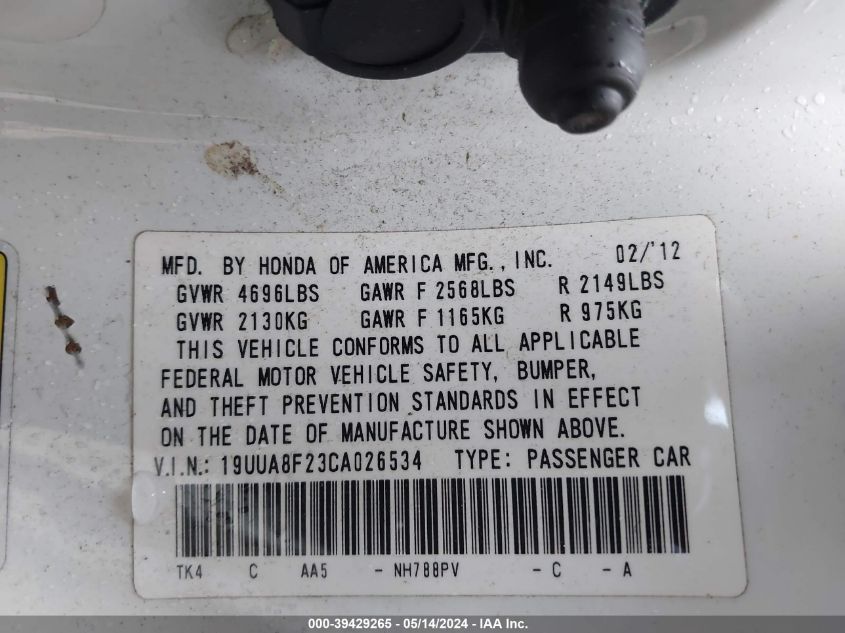 MFD. BY HONDA OF AMERICA MFG., INC. 02/'12
GVWR 4696LBS GAWR F 2568LBS R 2149LBS
GVWR 2130KG GAWR F 1165KG R 975KG
THIS VEHICLE CONFORMS TO ALL APPLICABLE
FEDERAL MOTOR VEHICLE SAFETY, BUMPER,
AND THEFT PREVENTION STANDARDS IN EFFECT
ON THE DATE OF MANUFACTURE SHOWN ABOVE.
V.I.N.: 19UUA8F23CA026534 TYPE: PASSENGER CAR
TK4 C AA5 - NH788PV - C - A
000-39429265 - 05/14/2024 - IAA Inc.